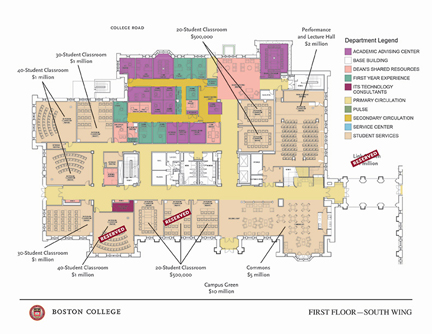 COLLEGE ROAD
20-Student Classroom
$500,000
Performance
and Lecture Hall
$2 million
30-Student Classroom
$1 million
40-Student Classroom
$1 million
Department Legend
ACADEMIC ADVISING CENTER
BASE BUILDING
DEAN'S SHARED RESOURCES
FIRST YEAR EXPERIENCE
ITS TECHNOLOGY
CONSULTANTS
PRIMARY CIRCULATION
PULSE
SECONDARY CIRCULATION
SERVICE CENTER
STUDENT SERVICES
RESERVED
million
RESERVED
RESERVED
30-Student Classroom
$1 million
40-Student Classroom
$1 million
20-Student Classroom
$500,000
Commons
$5 million
Campus Green
$10 million
BOSTON COLLEGE
FIRST FLOOR—SOUTH WING